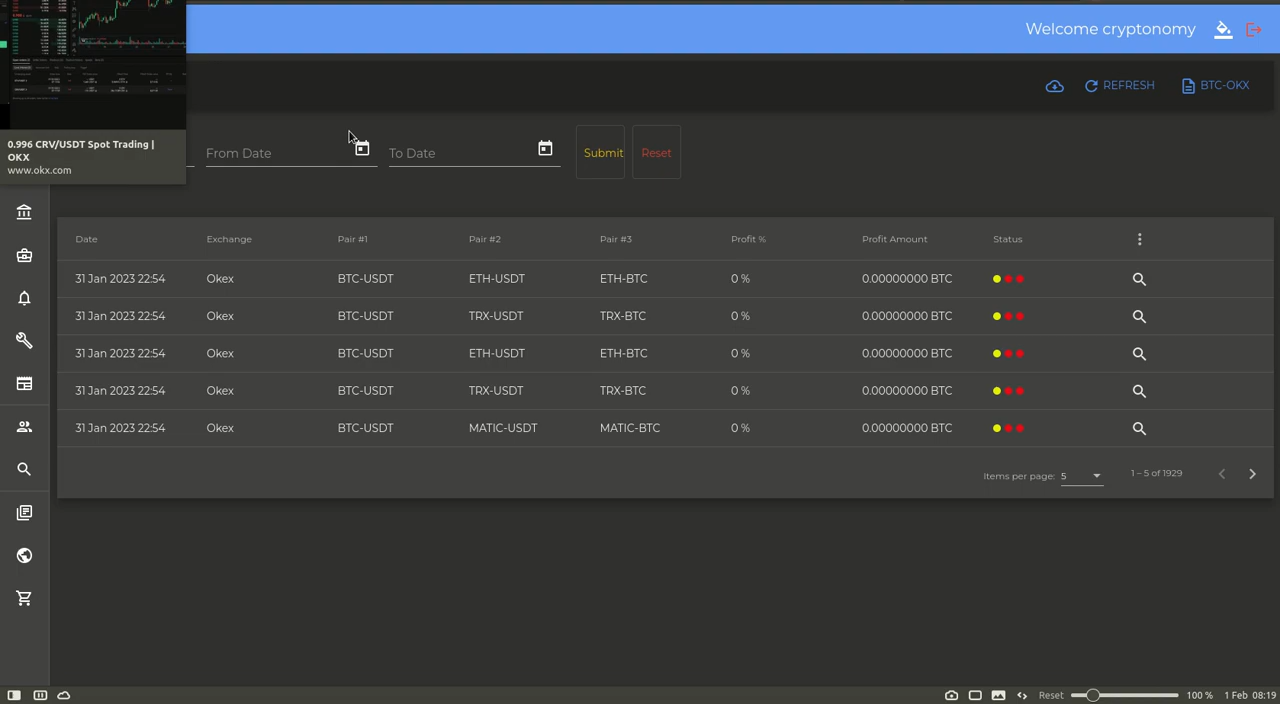 Welcome cryptonomy
REFRESH
BTC-OKX
0.996 CRV/USDT Spot Trading |
OKX
www.okx.com
From Date
To Date
Submit
Reset
Date Exchange Pair #1 Pair #2 Pair #3 Profit % Profit Amount Status
31 Jan 2023 22:54 Okex BTC-USDT ETH-USDT ETH-BTC 0 % 0.00000000 BTC
31 Jan 2023 22:54 Okex BTC-USDT TRX-USDT TRX-BTC 0 % 0.00000000 BTC
31 Jan 2023 22:54 Okex BTC-USDT ETH-USDT ETH-BTC 0 % 0.00000000 BTC
31 Jan 2023 22:54 Okex BTC-USDT TRX-USDT TRX-BTC 0 % 0.00000000 BTC
31 Jan 2023 22:54 Okex BTC-USDT MATIC-USDT MATIC-BTC 0 % 0.00000000 BTC
Items per page: 5 1 – 5 of 1929
Reset 100 % 1 Feb 08:19